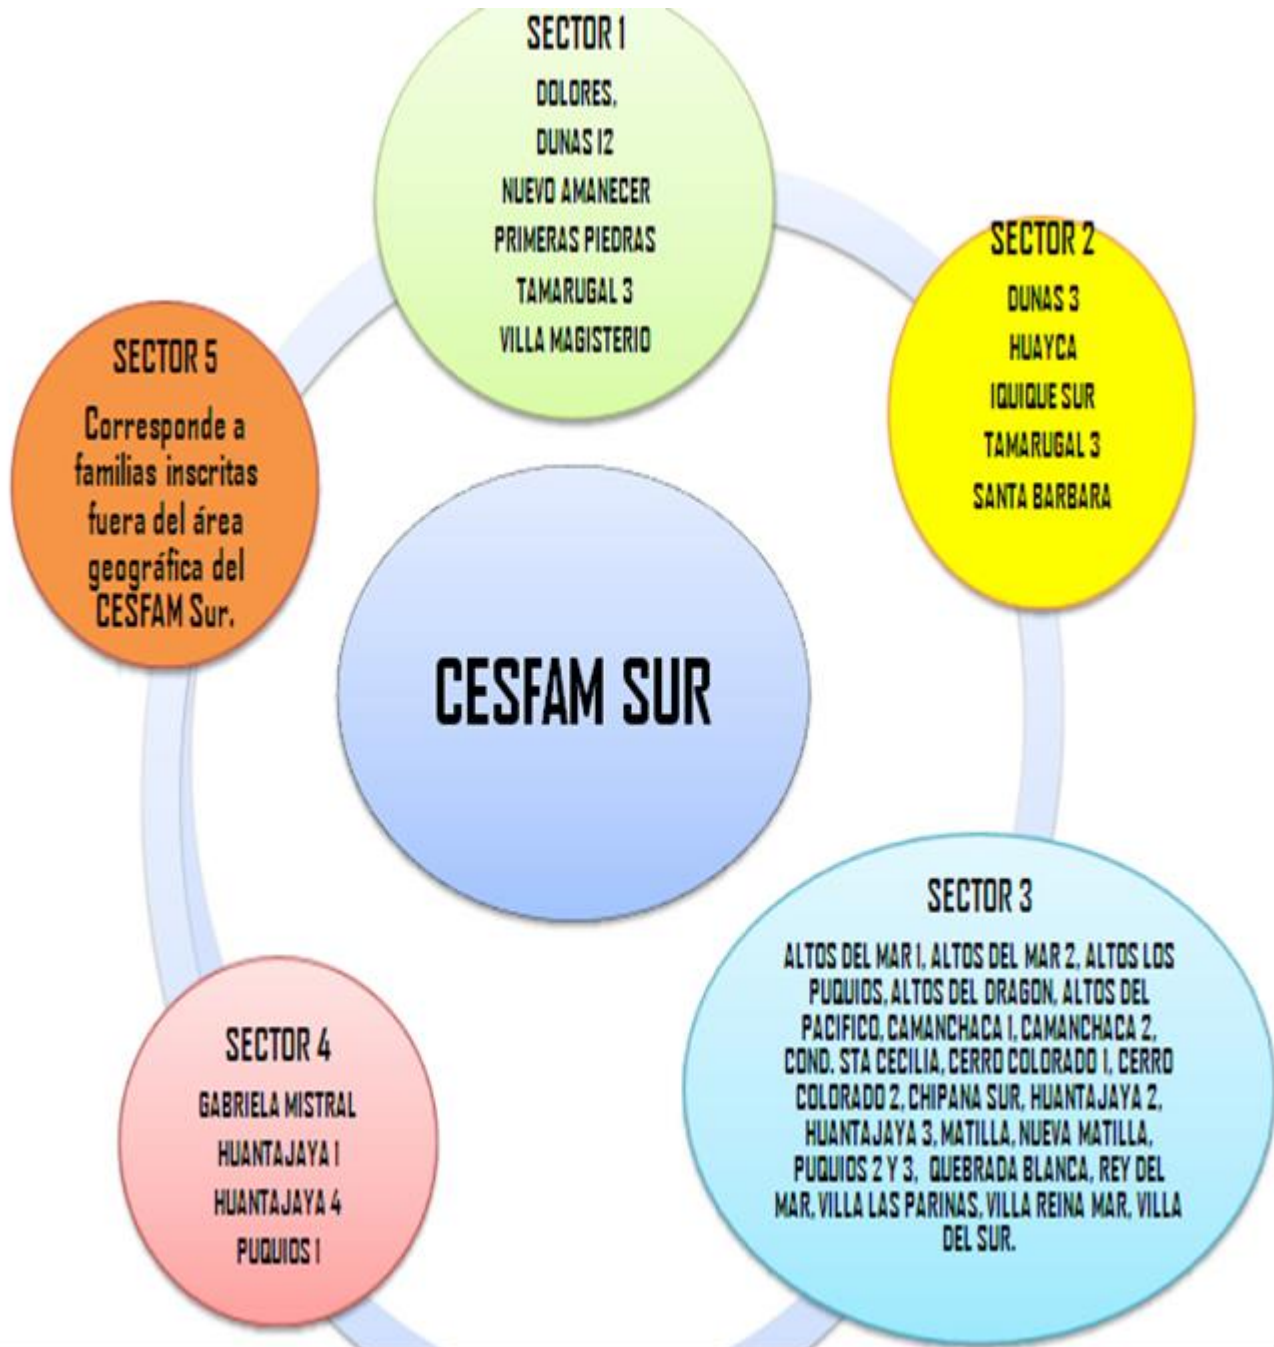 SECTOR 1
DOLORES,
DUNAS 12
NUEVO AMANECER
PRIMERAS PIEDRAS
TAMARUGAL 3
VILLA MAGISTERIO
SECTOR 2
DUNAS 3
HUAYCA
IQUIQUE SUR
TAMARUGAL 3
SANTA BARBARA
SECTOR 5
Corresponde a
familias inscritas
fuera del área
geográfica del
CESFAM Sur.
CESFAM SUR
SECTOR 3
ALTOS DEL MAR 1, ALTOS DEL MAR 2, ALTOS LOS
PUQUIOS, ALTOS DEL DRAGON, ALTOS DEL
PACIFICO, CAMANCHACA 1, CAMANCHACA 2,
COND. STA CECILIA, CERRO COLORADO 1, CERRO
COLORADO 2, CHIPANA SUR, HUANTAJAYA 2,
HUANTAJAYA 3, MATILLA, NUEVA MATILLA,
PUQUIOS 2 Y 3, QUEBRADA BLANCA, REY DEL
MAR, VILLA LAS PARINAS, VILLA REINA MAR, VILLA
DEL SUR.
SECTOR 4
GABRIELA MISTRAL
HUANTAJAYA 1
HUANTAJAYA 4
PUQUIOS 1